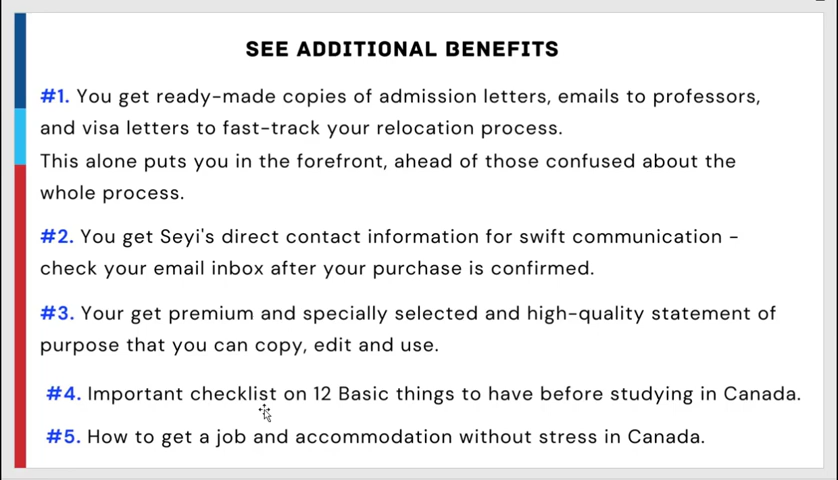 SEE ADDITIONAL BENEFITS
#1. You get ready-made copies of admission letters, emails to professors,
and visa letters to fast-track your relocation process.
This alone puts you in the forefront, ahead of those confused about the
whole process.
#2. You get Seyi's direct contact information for swift communication -
check your email inbox after your purchase is confirmed.
#3. Your get premium and specially selected and high-quality statement of
purpose that you can copy, edit and use.
#4. Important checklist on 12 Basic things to have before studying in Canada.
#5. How to get a job and accommodation without stress in Canada.